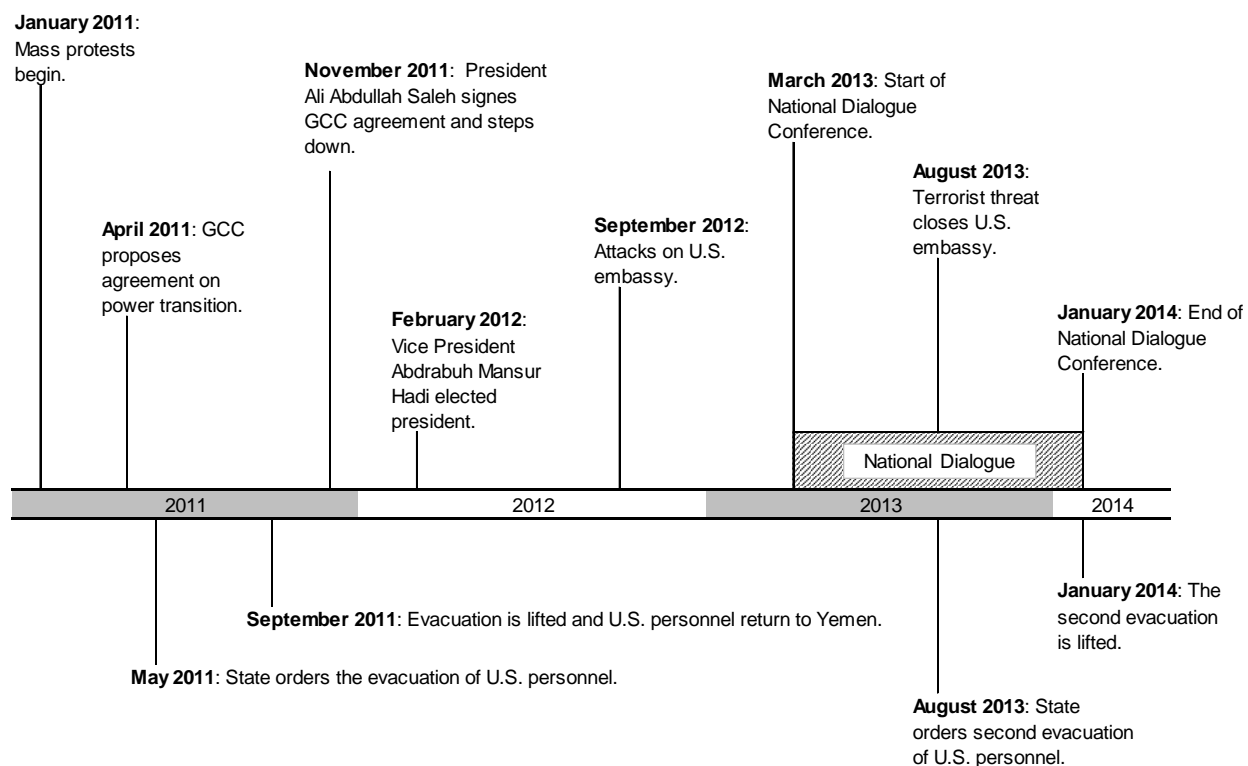 January 2011:
Mass protests
begin.
November 2011:  President
Ali Abdullah Saleh signes
GCC agreement and steps
down.
March 2013: Start of
National Dialogue
Conference.
August 2013:
Terrorist threat
closes U.S.
embassy.
April 2011: GCC
proposes
agreement on
power transition.
September 2012:
Attacks on U.S.
embassy.
February 2012:
Vice President
Abdrabuh Mansur
Hadi elected
president.
January 2014: End of
National Dialogue
Conference.
National Dialogue
2011
2012
2013
2014
September 2011: Evacuation is lifted and U.S. personnel return to Yemen.
May 2011: State orders the evacuation of U.S. personnel.
January 2014: The
second evacuation
is lifted.
August 2013: State
orders second evacuation
of U.S. personnel.